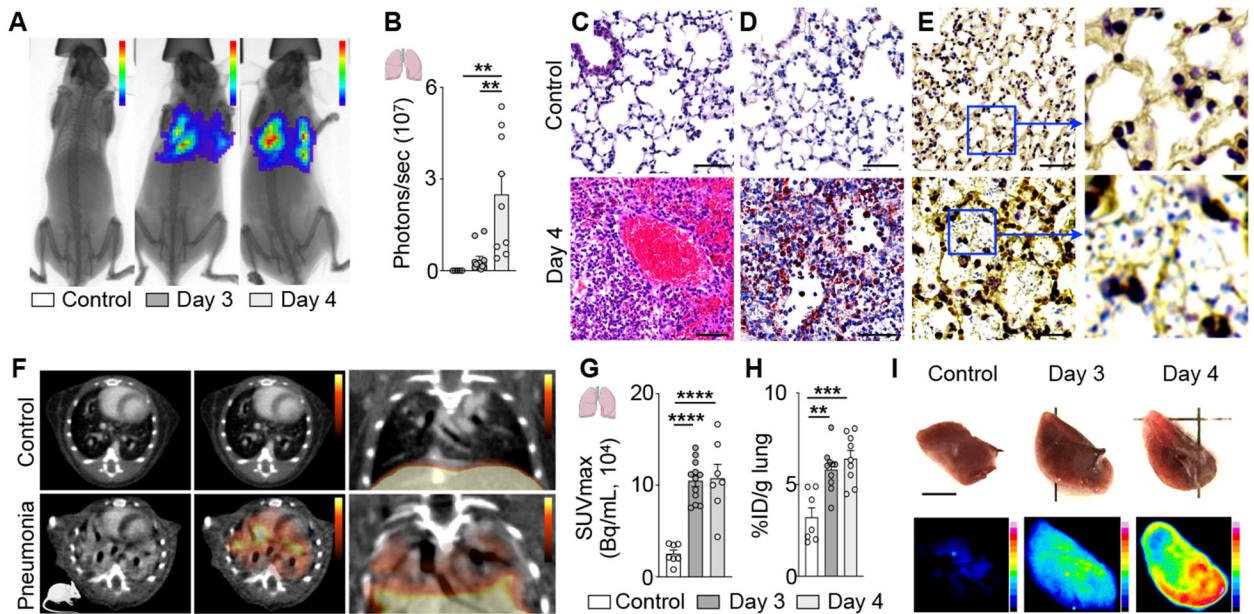 A
B
C
D
E
**
**
6
3
0
Photons/sec (10⁷)
Control
Day 4
Control
Day 3
Day 4
F
G
H
I
Control
Pneumonia
20
10
0
SUVmax
(Bq/mL, 10⁴)
****
****
10
5
0
%ID/g lung
***
**
Control
Day 3
Day 4
Control
Day 3
Day 4